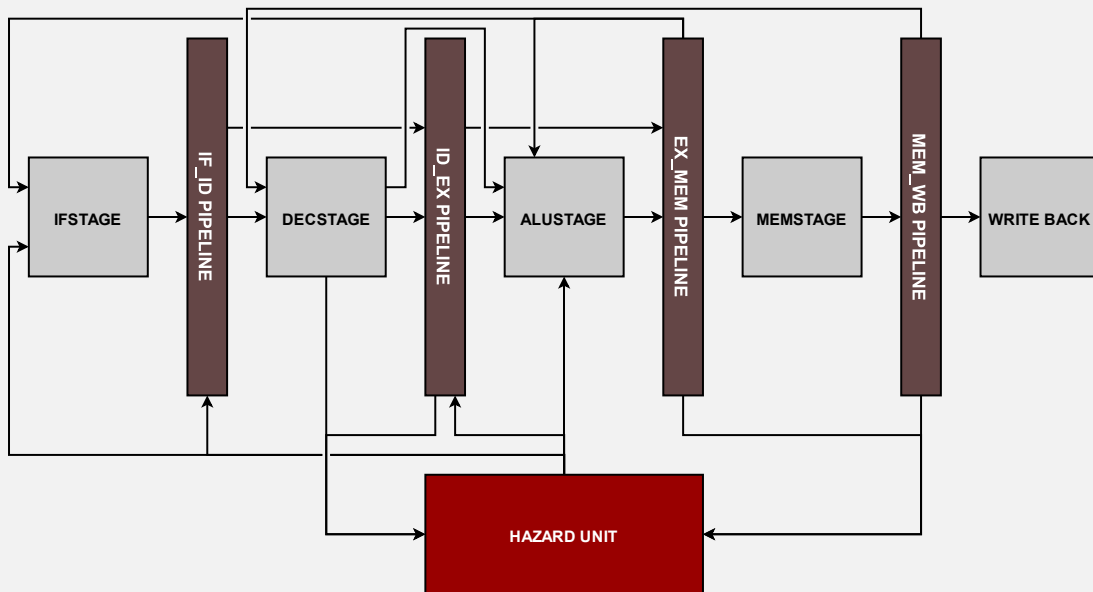 IFSTAGE
IF_ID PIPELINE
DECSTAGE
ID_EX PIPELINE
ALUSTAGE
EX_MEM PIPELINE
MEMSTAGE
MEM_WB PIPELINE
WRITE BACK
HAZARD UNIT